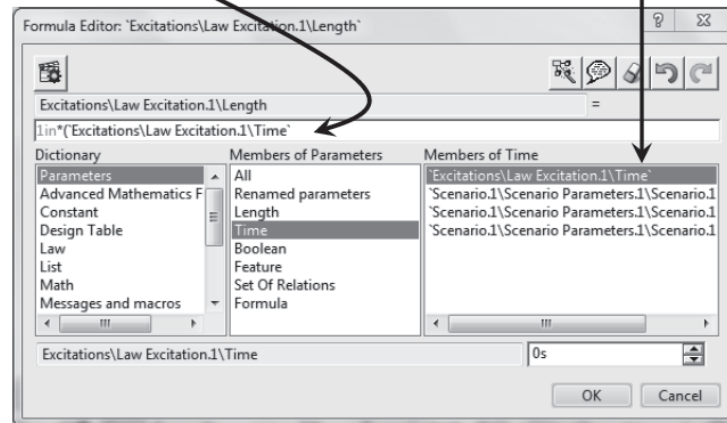 Formula Editor: `Excitations\Law Excitation.1\Length`
Excitations\Law Excitation.1\Length =
1in*(`Excitations\Law Excitation.1\Time`
Dictionary
Parameters
Advanced Mathematics F
Constant
Design Table
Law
List
Math
Messages and macros
Members of Parameters
All
Renamed parameters
Length
Time
Boolean
Feature
Set Of Relations
Formula
Members of Time
`Excitations\Law Excitation.1\Time`
`Scenario.1\Scenario Parameters.1\Scenario.1
`Scenario.1\Scenario Parameters.1\Scenario.1
`Scenario.1\Scenario Parameters.1\Scenario.1
Excitations\Law Excitation.1\Time
0s
OK
Cancel